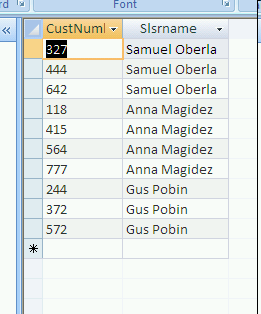 Font
CustNuml Slsrname
327 Samuel Oberla
444 Samuel Oberla
642 Samuel Oberla
118 Anna Magidez
415 Anna Magidez
564 Anna Magidez
777 Anna Magidez
244 Gus Pobin
372 Gus Pobin
572 Gus Pobin